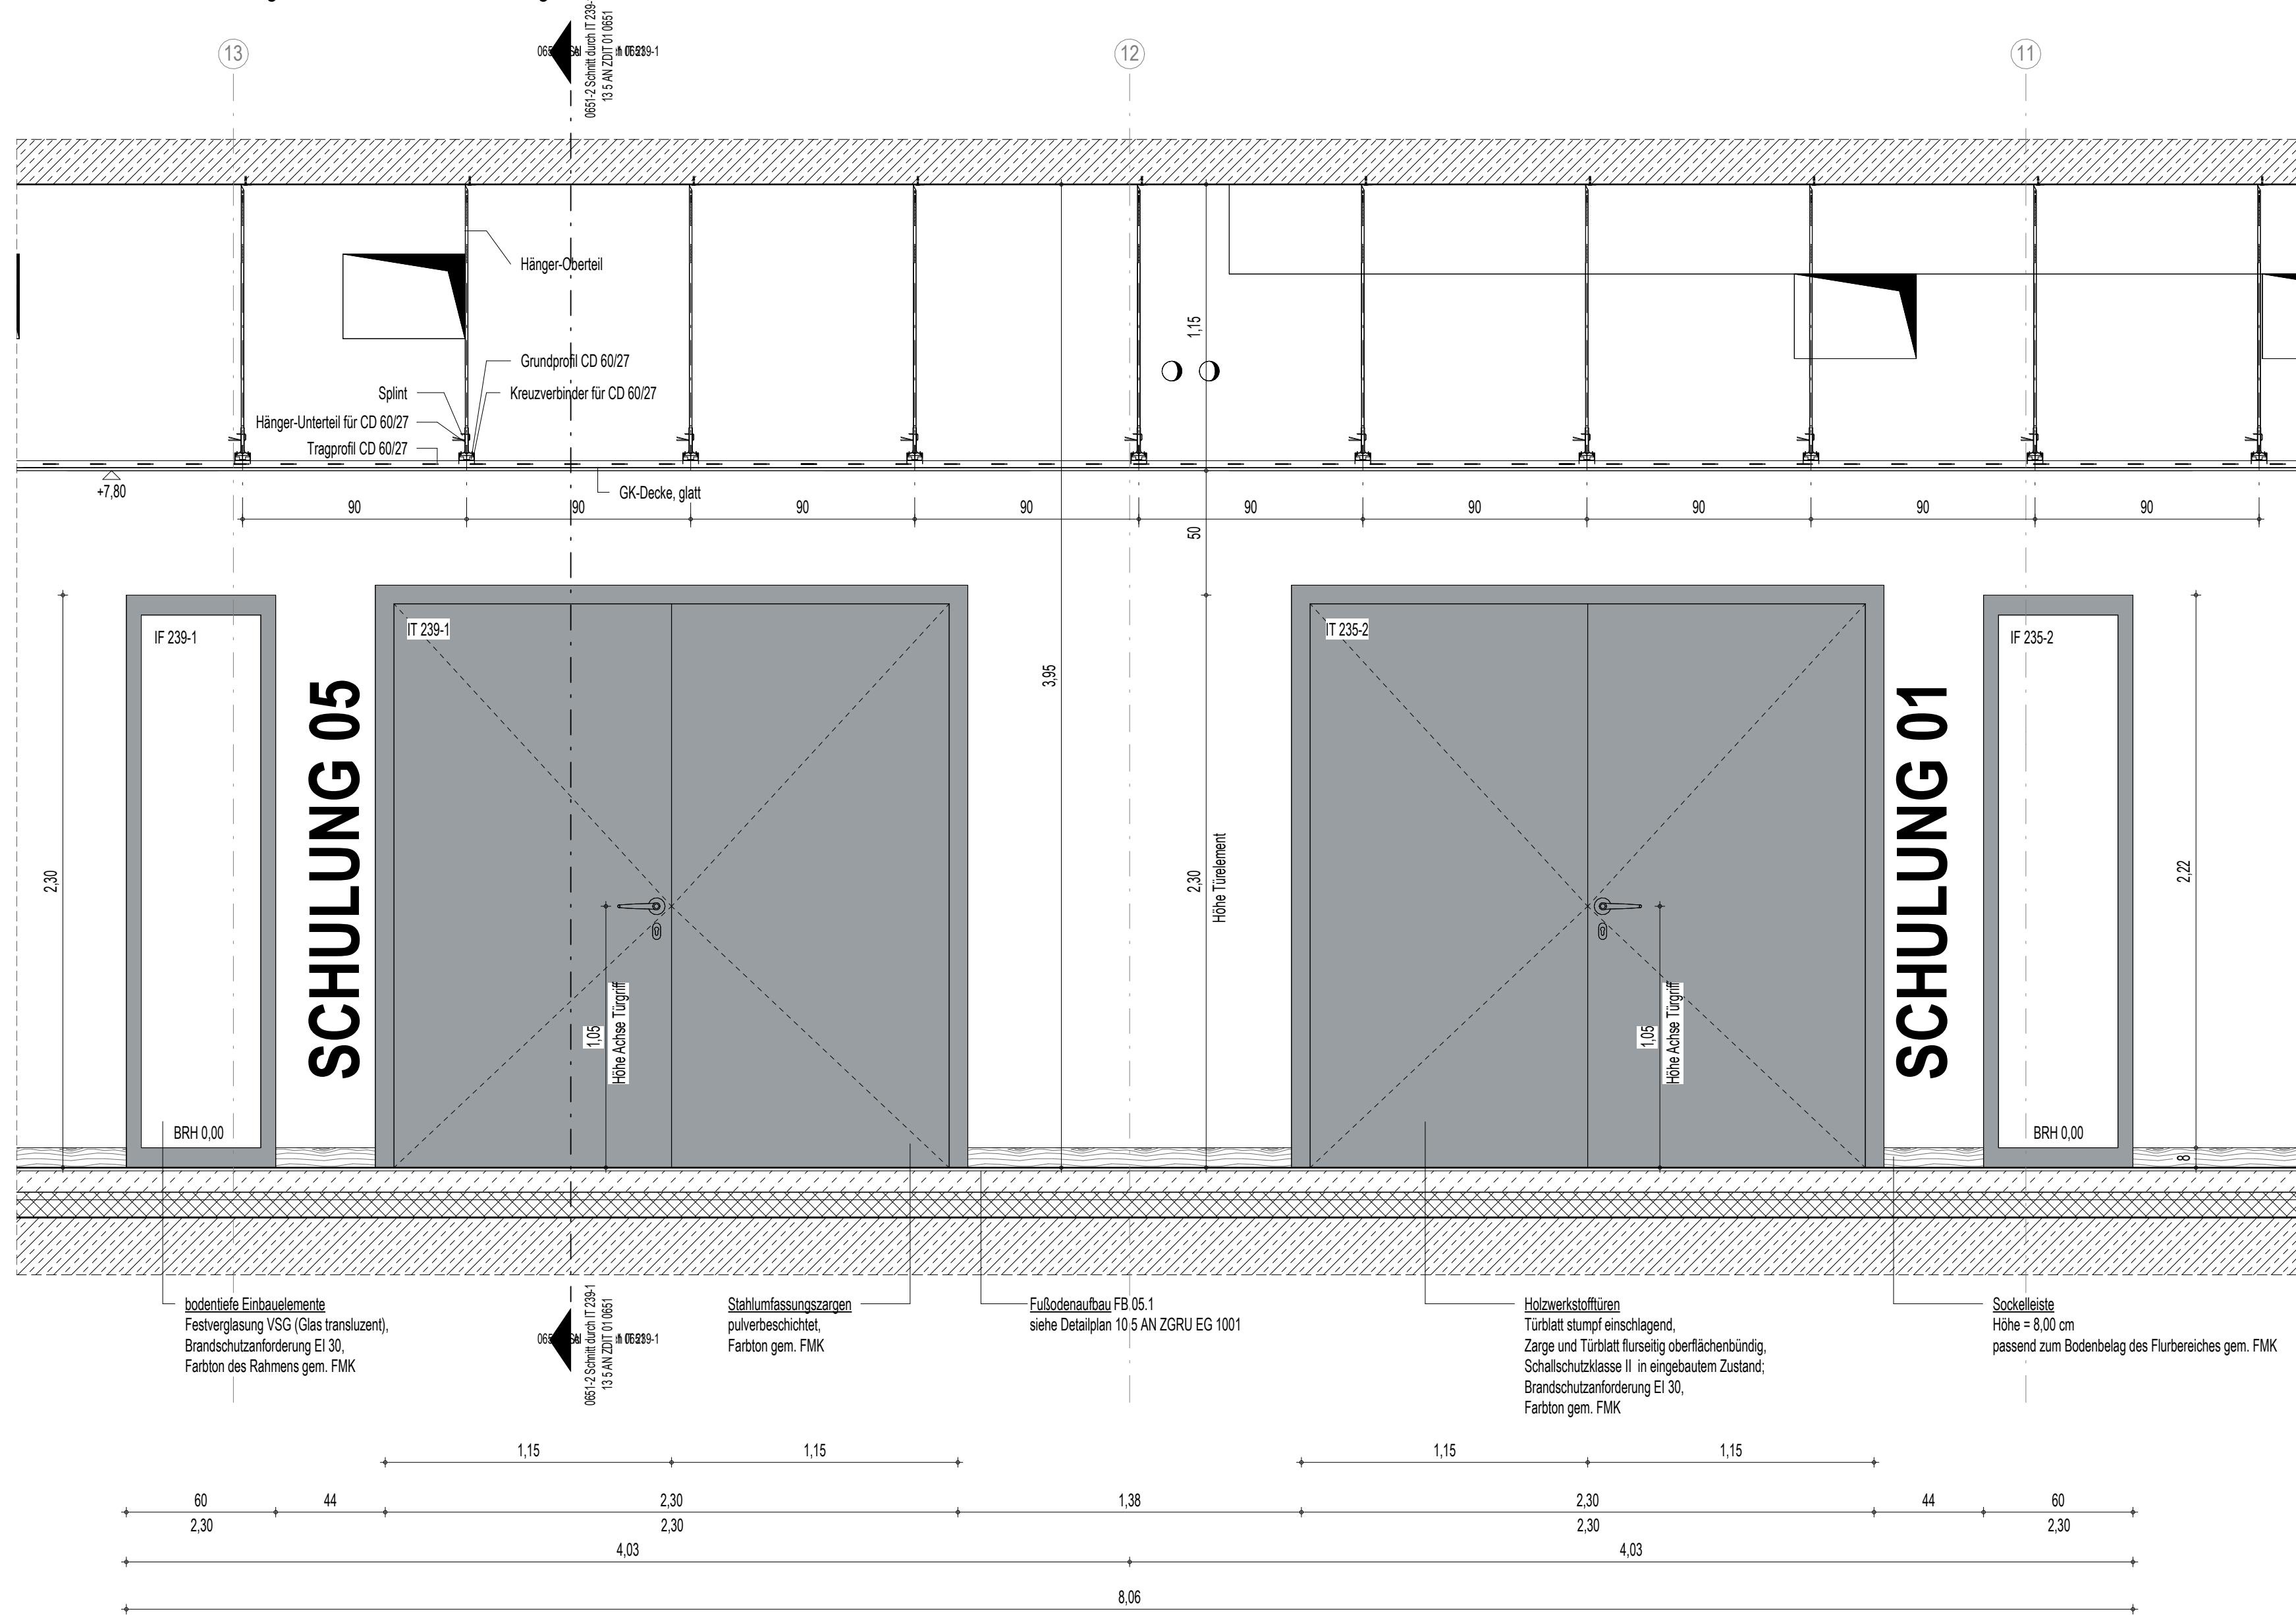 13
12
11
0651-2 Schnitt durch IT 239-1
13 5 AN ZDIT 01 0651
Hänger-Oberteil
1,15
Grundprofil CD 60/27
Splint
Kreuzverbinder für CD 60/27
Hänger-Unterteil für CD 60/27
Tragprofil CD 60/27
+7,80
GK-Decke, glatt
90
90
90
90
90
90
90
90
90
50
IF 239-1
IT 239-1
IT 235-2
IF 235-2
3,95
SCHULUNG 05
SCHULUNG 01
2,30
2,30
Höhe Türelement
2,22
1,05
Höhe Achse Türgriff
1,05
Höhe Achse Türgriff
BRH 0,00
BRH 0,00
8
bodentiefe Einbauelemente
Festverglasung VSG (Glas transluzent),
Brandschutzanforderung EI 30,
Farbton des Rahmens gem. FMK
0651-2 Schnitt durch IT 239-1
13 5 AN ZDIT 01 0651
Stahlumfassungszargen
pulverbeschichtet,
Farbton gem. FMK
Fußodenaufbau FB 05.1
siehe Detailplan 10 5 AN ZGRU EG 1001
Holzwerkstofftüren
Türblatt stumpf einschlagend,
Zarge und Türblatt flurseitig oberflächenbündig,
Schallschutzklasse II in eingebautem Zustand;
Brandschutzanforderung EI 30,
Farbton gem. FMK
Sockelleiste
Höhe = 8,00 cm
passend zum Bodenbelag des Flurbereiches gem. FMK
1,15
1,15
1,15
1,15
60
44
2,30
1,38
2,30
44
60
2,30
2,30
2,30
2,30
4,03
4,03
8,06